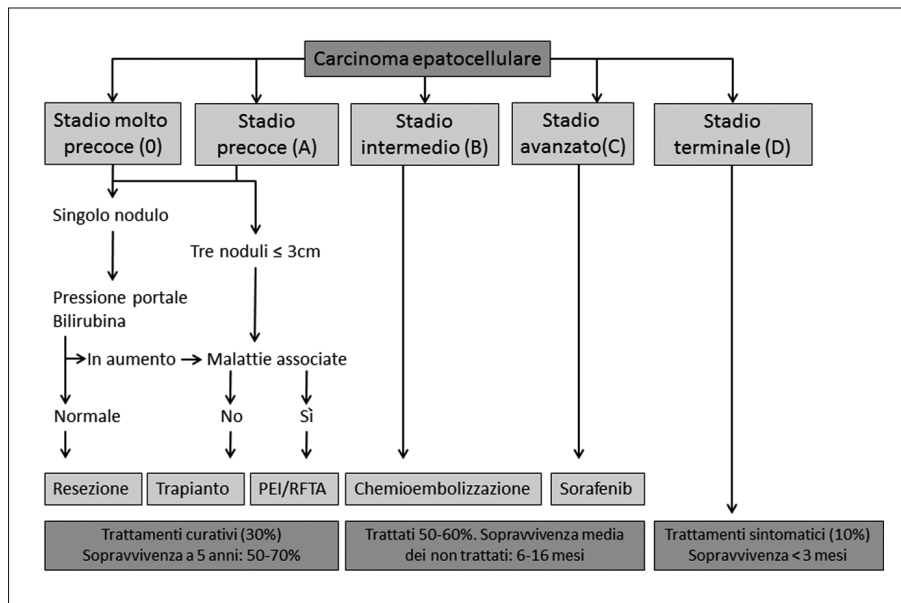 Carcinoma epatocellulare
Stadio molto
precoce (0)
Stadio
precoce (A)
Stadio
intermedio (B)
Stadio
avanzato(C)
Stadio
terminale (D)
Singolo nodulo
Tre noduli ≤ 3cm
Pressione portale
Bilirubina
In aumento
Malattie associate
Normale
No
Sì
Resezione
Trapianto
PEI/RFTA
Chemioembolizzazione
Sorafenib
Trattamenti curativi (30%)
Sopravvivenza a 5 anni: 50-70%
Trattati 50-60%. Sopravvivenza media
dei non trattati: 6-16 mesi
Trattamenti sintomatici (10%)
Sopravvivenza < 3 mesi